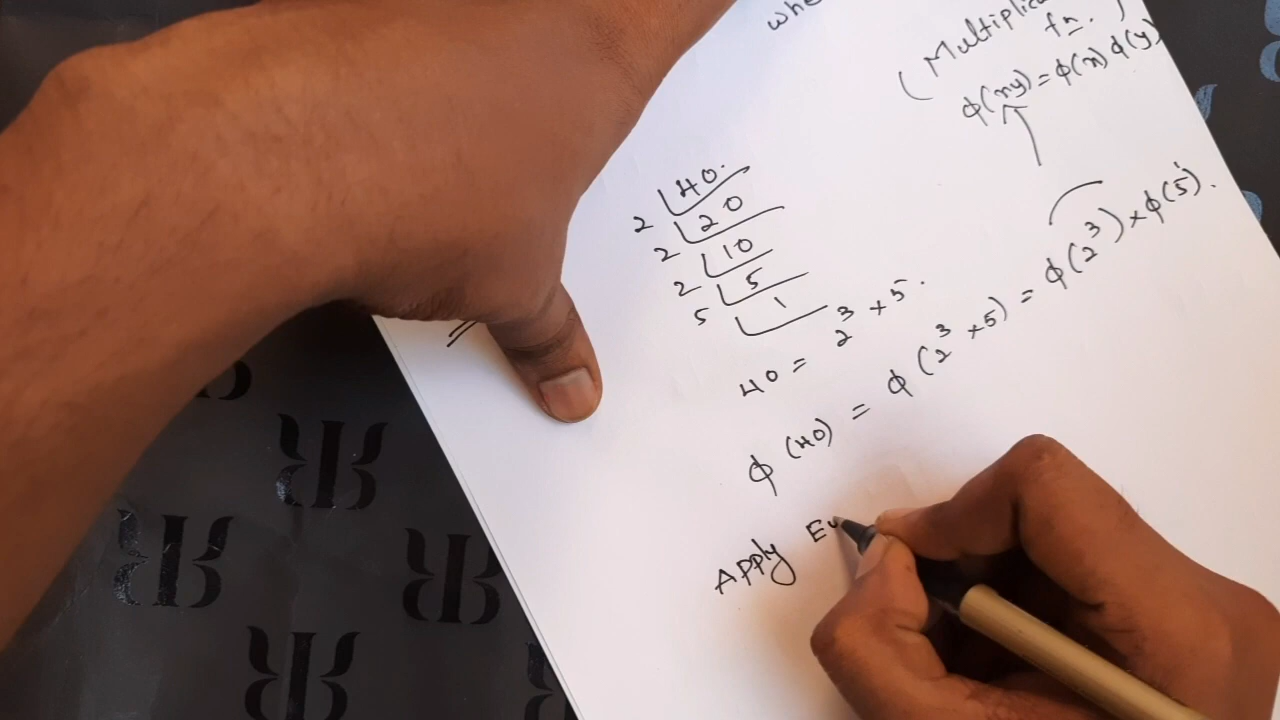 whe
(Multiplica
fn.)
ϕ(xy) = ϕ(x) ϕ(y)
2 | 40.
2 | 20
2 | 10
5 | 5
1
40 = 2³ × 5.
ϕ(40) = ϕ(2³ × 5) = ϕ(2³) × ϕ(5¹).
Apply Eu